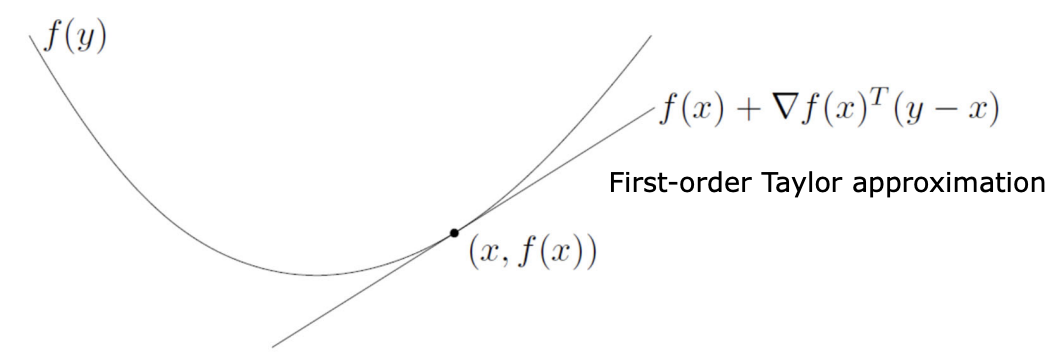 f(y)
f(x) + ∇f(x)ᵀ(y − x)
First-order Taylor approximation
(x, f(x))